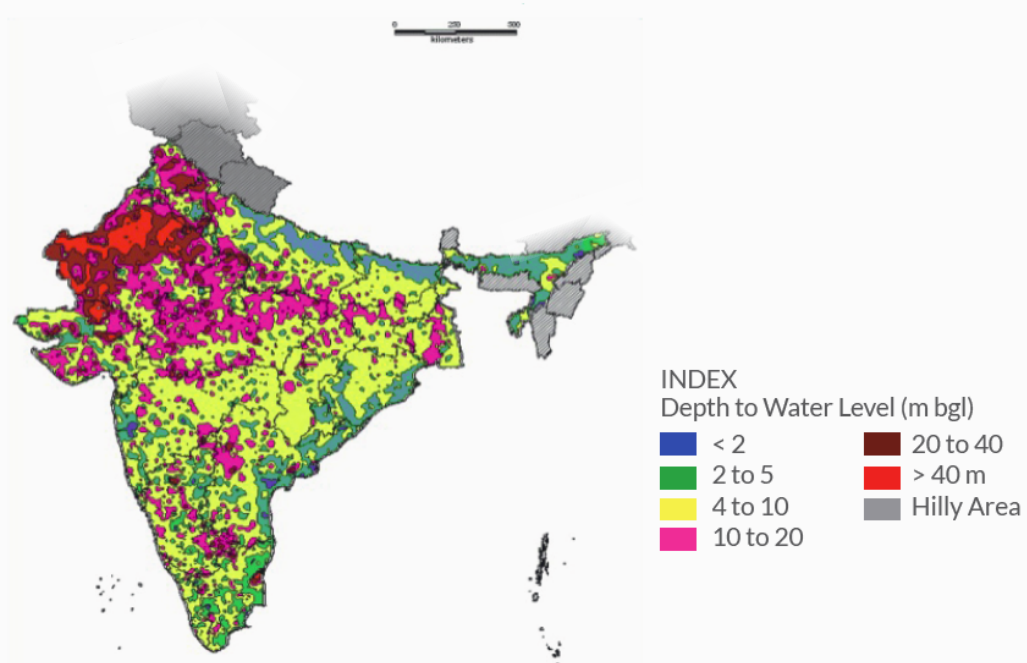 0 250 500
kilometers
INDEX
Depth to Water Level (m bgl)
< 2
2 to 5
4 to 10
10 to 20
20 to 40
> 40 m
Hilly Area